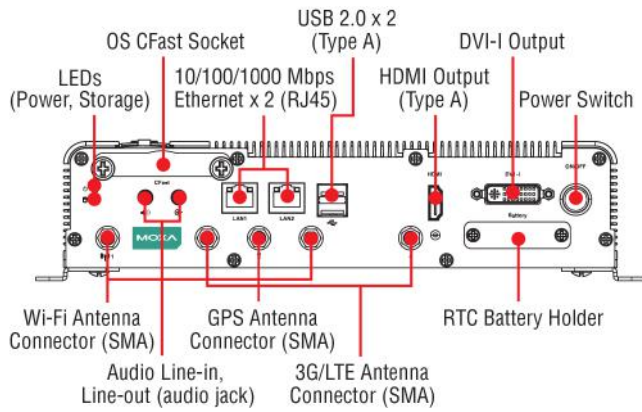 USB 2.0 x 2
(Type A)
OS CFast Socket
DVI-I Output
LEDs
(Power, Storage)
10/100/1000 Mbps
Ethernet x 2 (RJ45)
HDMI Output
(Type A)
Power Switch
CFast
HDMI
DVI-I
ON/OFF
LAN1
LAN2
Battery
MOXA
Wi-Fi Antenna
Connector (SMA)
GPS Antenna
Connector (SMA)
RTC Battery Holder
Audio Line-in,
Line-out (audio jack)
3G/LTE Antenna
Connector (SMA)